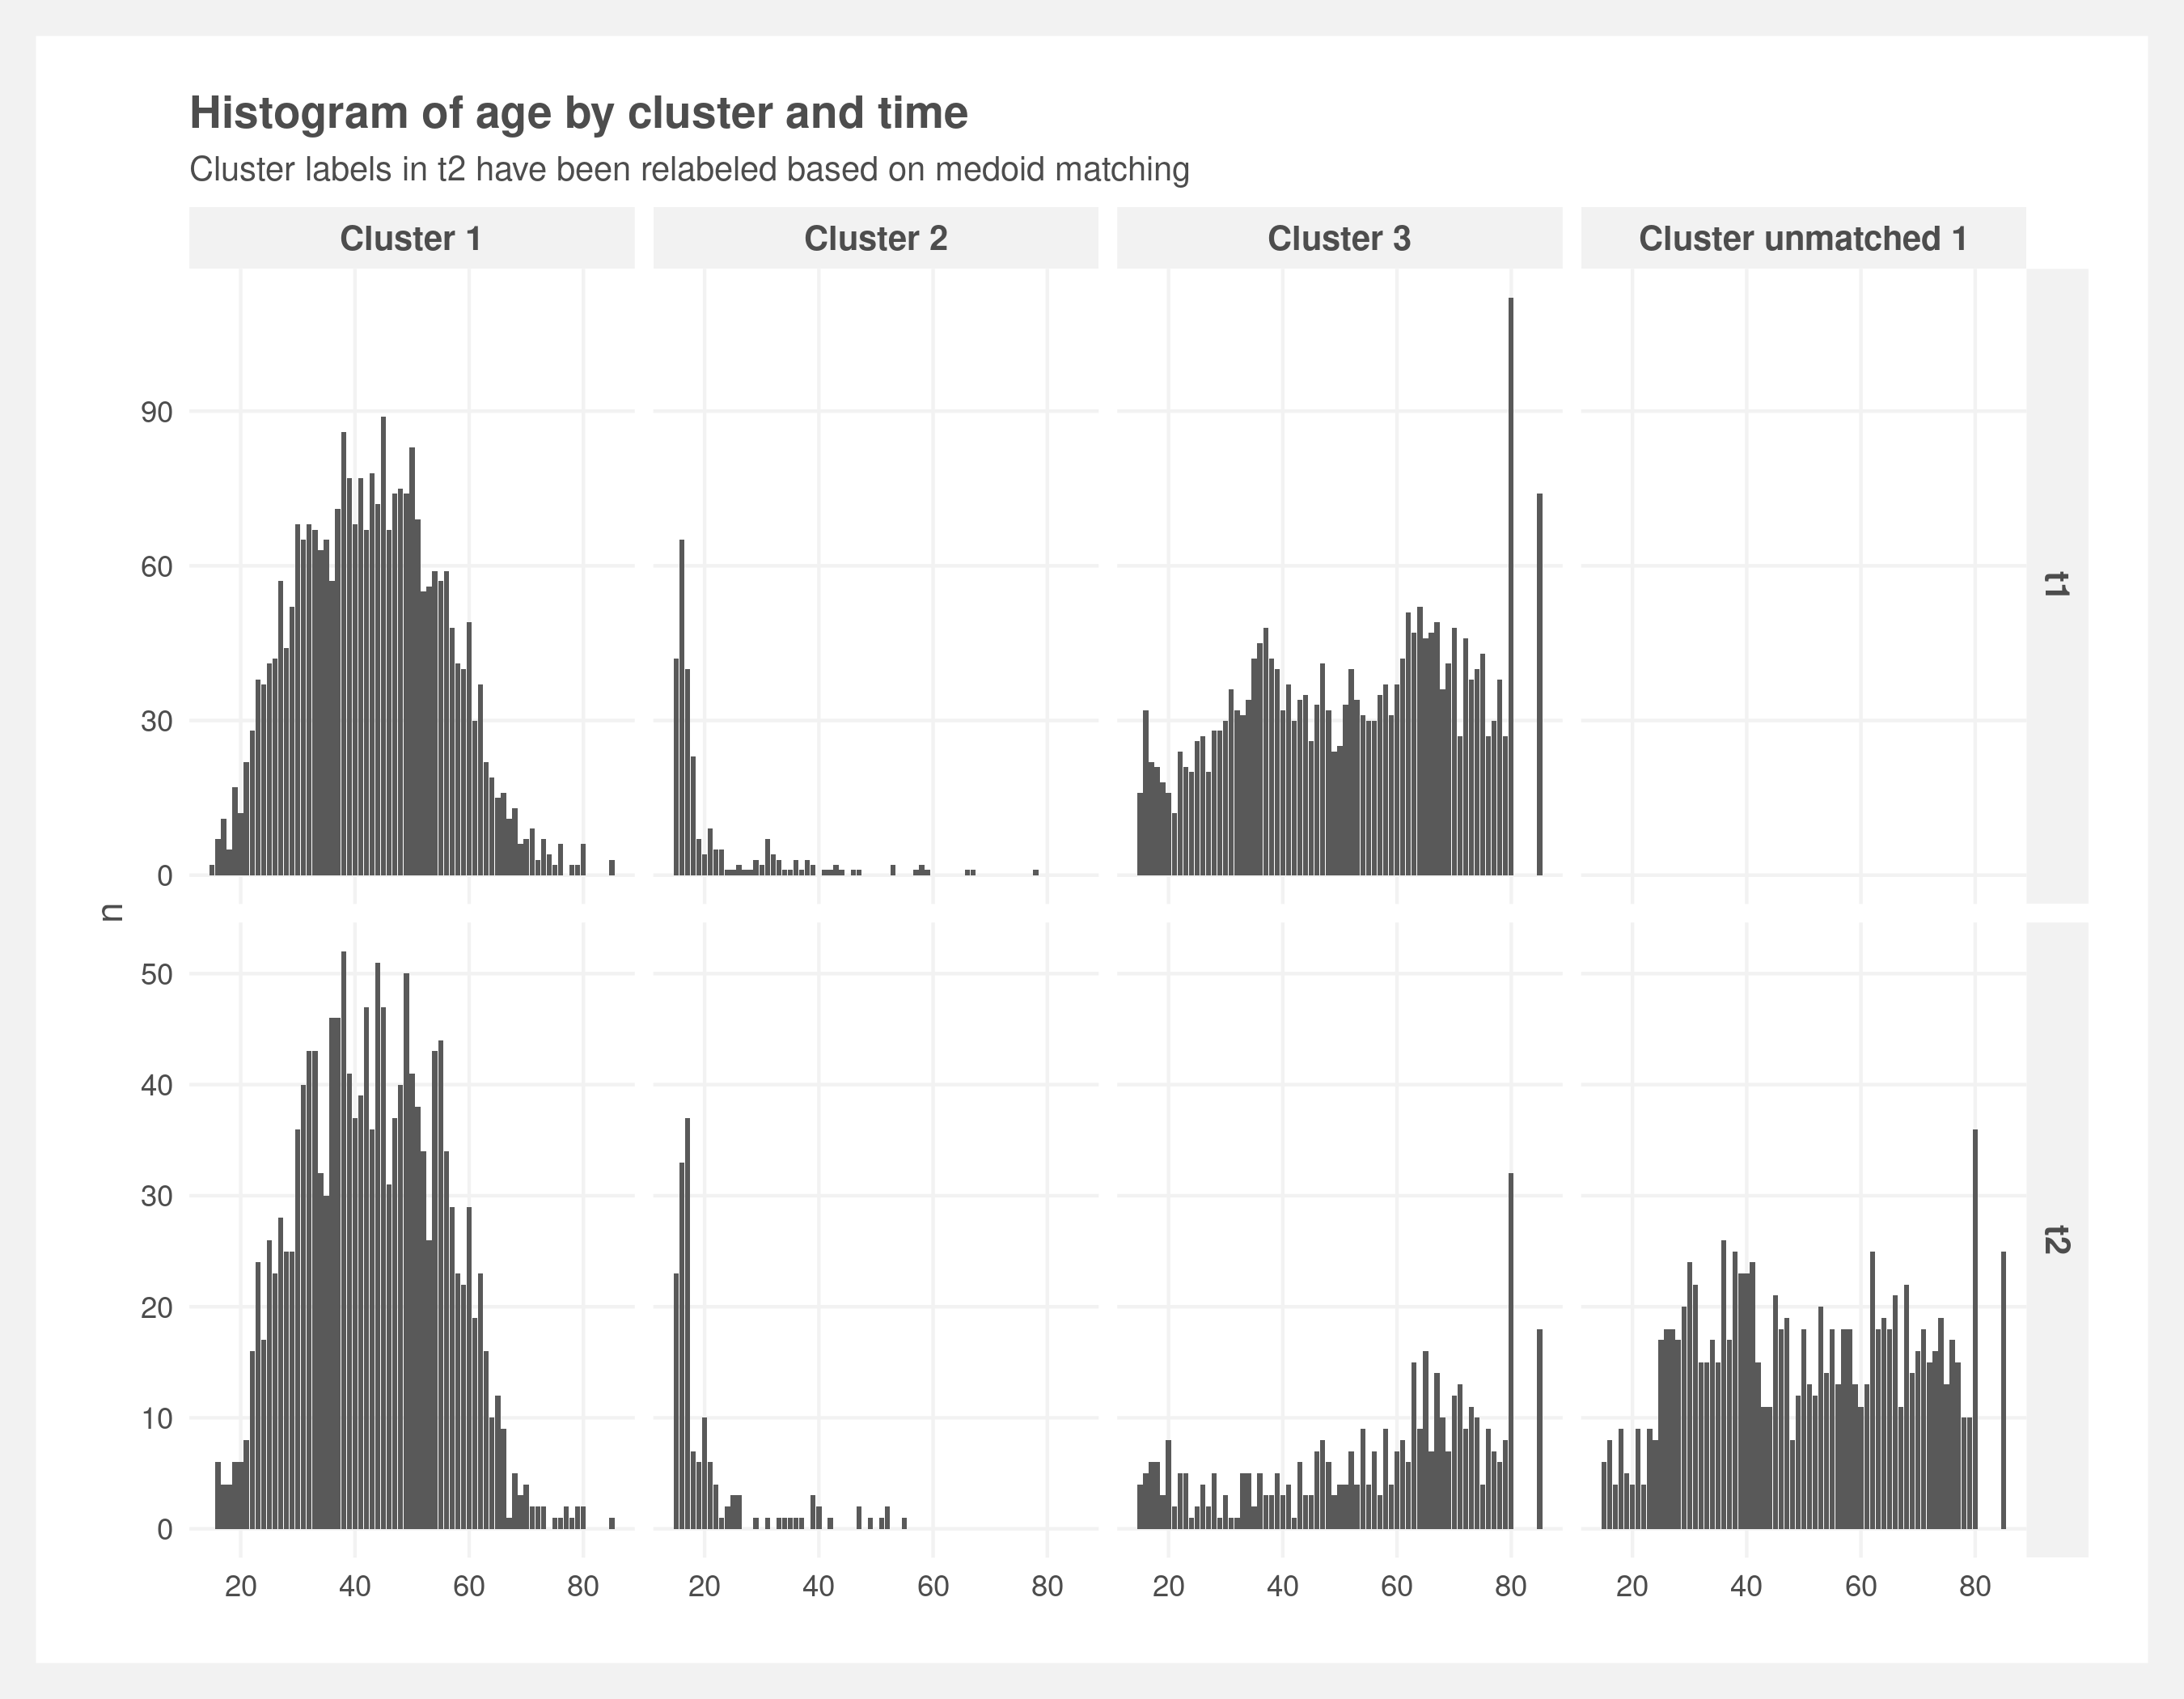 Histogram of age by cluster and time
Cluster labels in t2 have been relabeled based on medoid matching
Cluster 1 Cluster 2 Cluster 3 Cluster unmatched 1
90
60
30
0
t1
n
50
40
30
20
10
0
t2
20 40 60 80 20 40 60 80 20 40 60 80 20 40 60 80